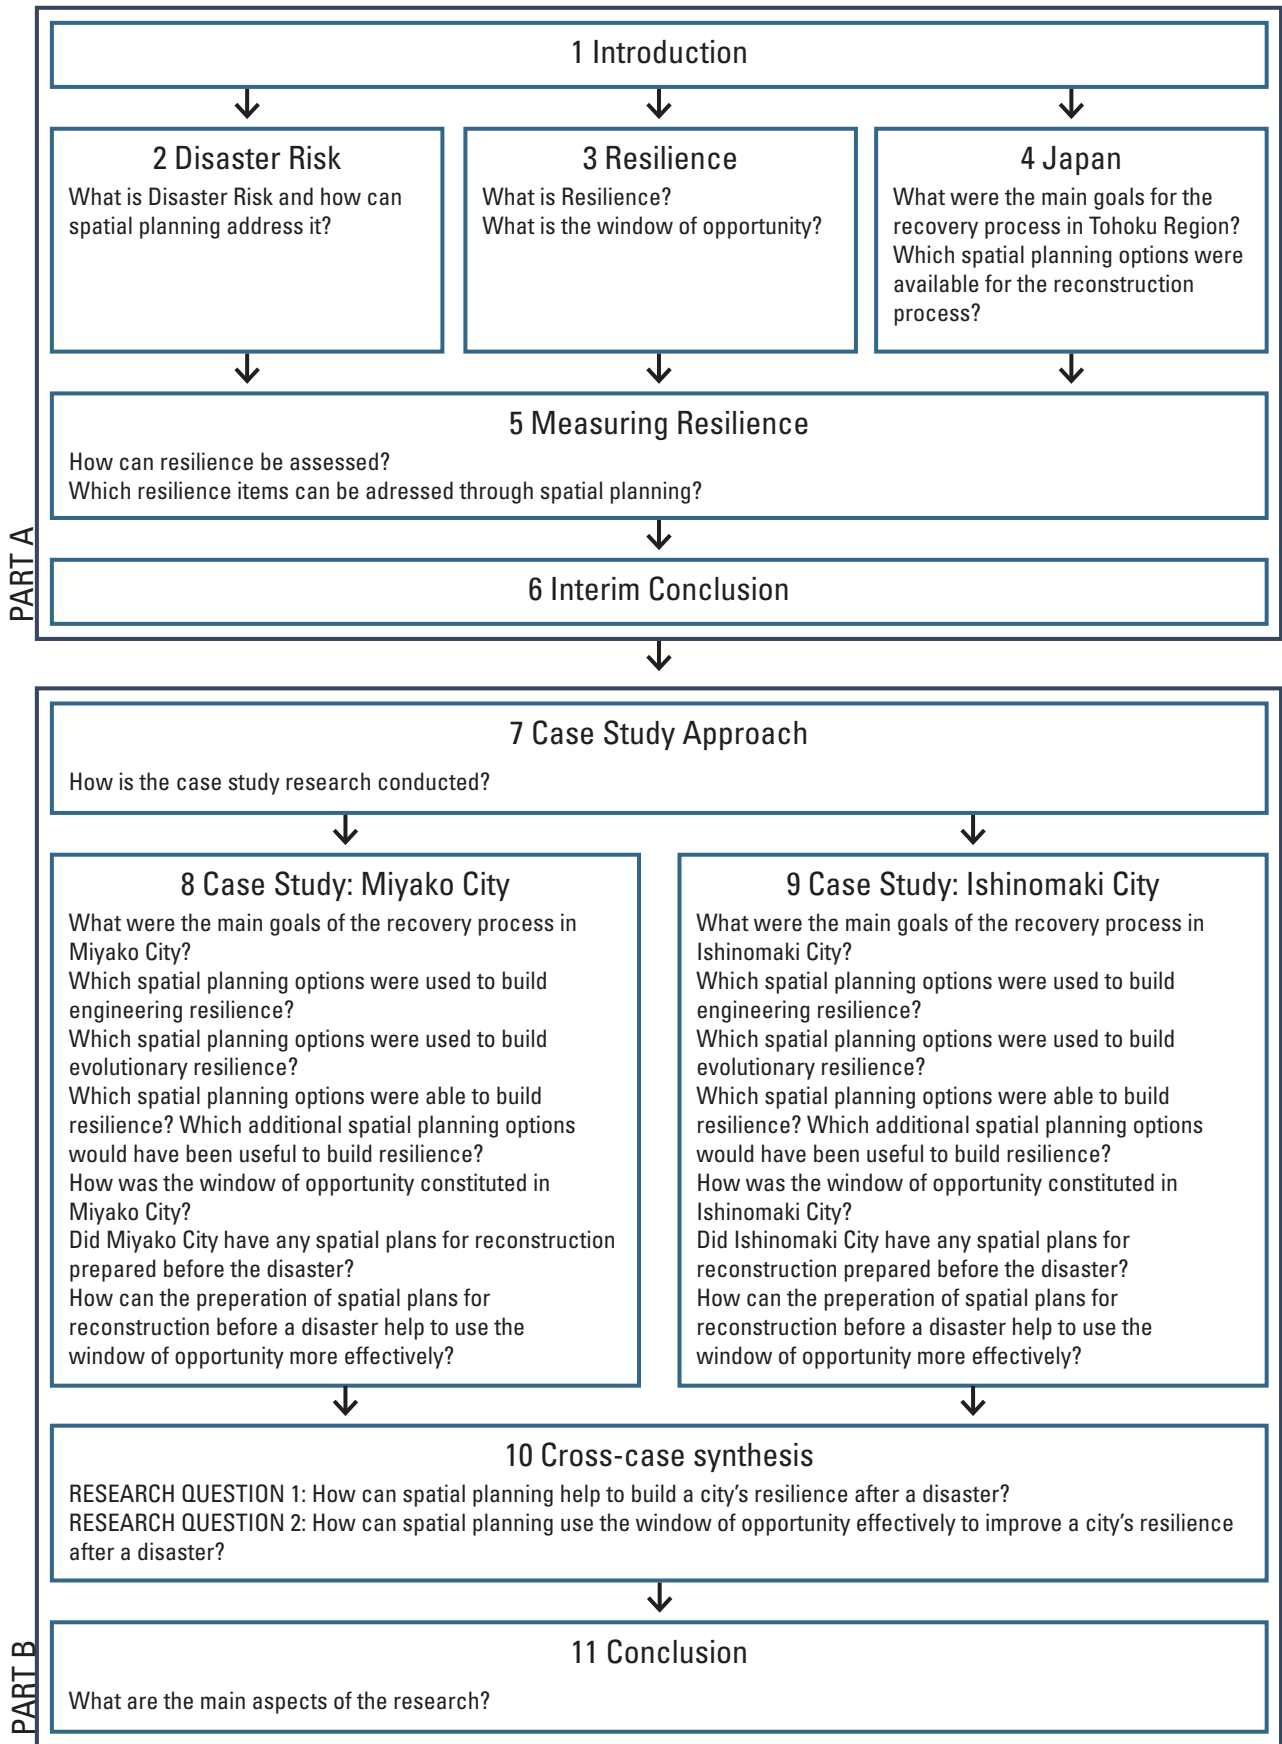 1 Introduction
2 Disaster Risk
What is Disaster Risk and how can
spatial planning address it?
3 Resilience
What is Resilience?
What is the window of opportunity?
4 Japan
What were the main goals for the
recovery process in Tohoku Region?
Which spatial planning options were
available for the reconstruction
process?
5 Measuring Resilience
How can resilience be assessed?
Which resilience items can be adressed through spatial planning?
6 Interim Conclusion
PART A
7 Case Study Approach
How is the case study research conducted?
8 Case Study: Miyako City
What were the main goals of the recovery process in
Miyako City?
Which spatial planning options were used to build
engineering resilience?
Which spatial planning options were used to build
evolutionary resilience?
Which spatial planning options were able to build
resilience? Which additional spatial planning options
would have been useful to build resilience?
How was the window of opportunity constituted in
Miyako City?
Did Miyako City have any spatial plans for reconstruction
prepared before the disaster?
How can the preperation of spatial plans for
reconstruction before a disaster help to use the
window of opportunity more effectively?
9 Case Study: Ishinomaki City
What were the main goals of the recovery process in
Ishinomaki City?
Which spatial planning options were used to build
engineering resilience?
Which spatial planning options were used to build
evolutionary resilience?
Which spatial planning options were able to build
resilience? Which additional spatial planning options
would have been useful to build resilience?
How was the window of opportunity constituted in
Ishinomaki City?
Did Ishinomaki City have any spatial plans for
reconstruction prepared before the disaster?
How can the preperation of spatial plans for
reconstruction before a disaster help to use the
window of opportunity more effectively?
10 Cross-case synthesis
RESEARCH QUESTION 1: How can spatial planning help to build a city’s resilience after a disaster?
RESEARCH QUESTION 2: How can spatial planning use the window of opportunity effectively to improve a city’s resilience
after a disaster?
11 Conclusion
What are the main aspects of the research?
PART B